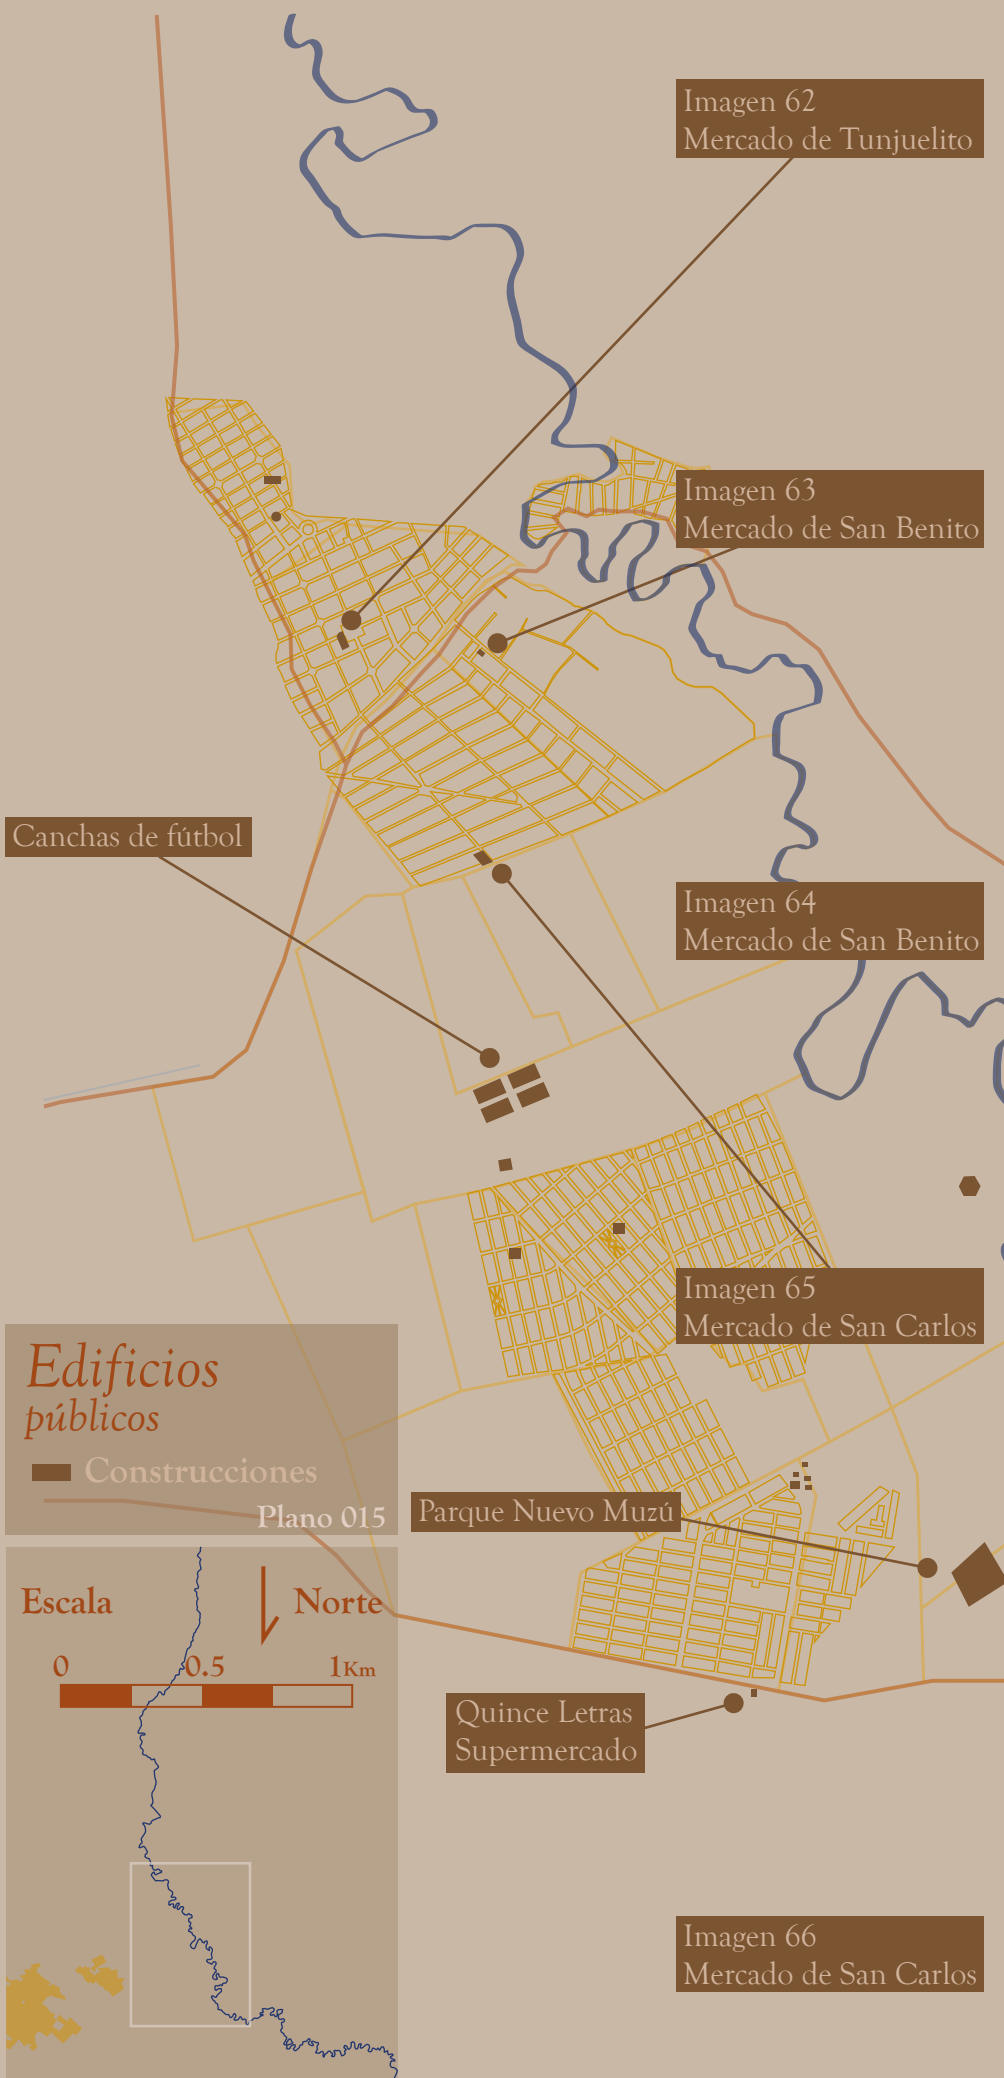 Imagen 62
Mercado de Tunjuelito
Imagen 63
Mercado de San Benito
Canchas de fútbol
Imagen 64
Mercado de San Benito
Imagen 65
Mercado de San Carlos
Edificios
públicos
Construcciones
Plano 015
Parque Nuevo Muzú
Escala
Norte
0 0.5 1Km
Quince Letras
Supermercado
Imagen 66
Mercado de San Carlos